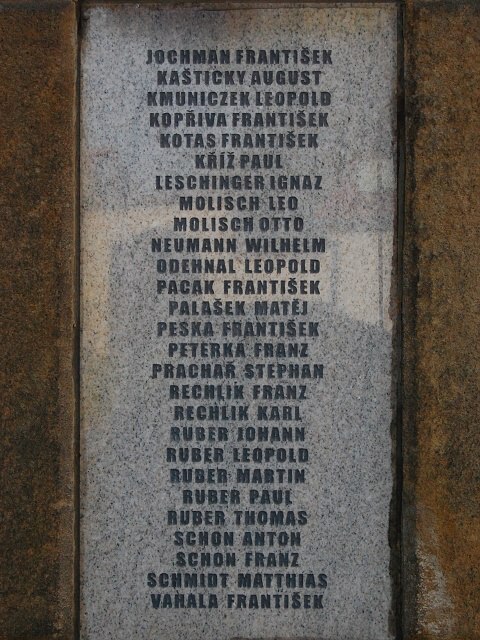 JOCHMAN FRANTIŠEK
KAŠTICKY AUGUST
KMUNICZEK LEOPOLD
KOPŘIVA FRANTIŠEK
KOTAS FRANTIŠEK
KŘÍŽ PAUL
LESCHINGER IGNAZ
MOLISCH LEO
MOLISCH OTTO
NEUMANN WILHELM
ODEHNAL LEOPOLD
PACAK FRANTIŠEK
PALAŠEK MATĚJ
PEŠKA FRANTIŠEK
PETERKA FRANZ
PRACHAŘ STEPHAN
RECHLIK FRANZ
RECHLIK KARL
RUBER JOHANN
RUBER LEOPOLD
RUBER MARTIN
RUBER PAUL
RUBER THOMAS
SCHON ANTON
SCHON FRANZ
SCHMIDT MATTHIAS
VAHALA FRANTIŠEK